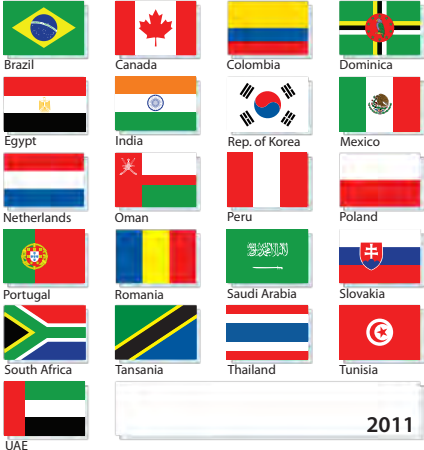 Brazil Canada Colombia Dominica
Egypt India Rep. of Korea Mexico
Netherlands Oman Peru Poland
Portugal Romania Saudi Arabia Slovakia
South Africa Tansania Thailand Tunisia
UAE
2011